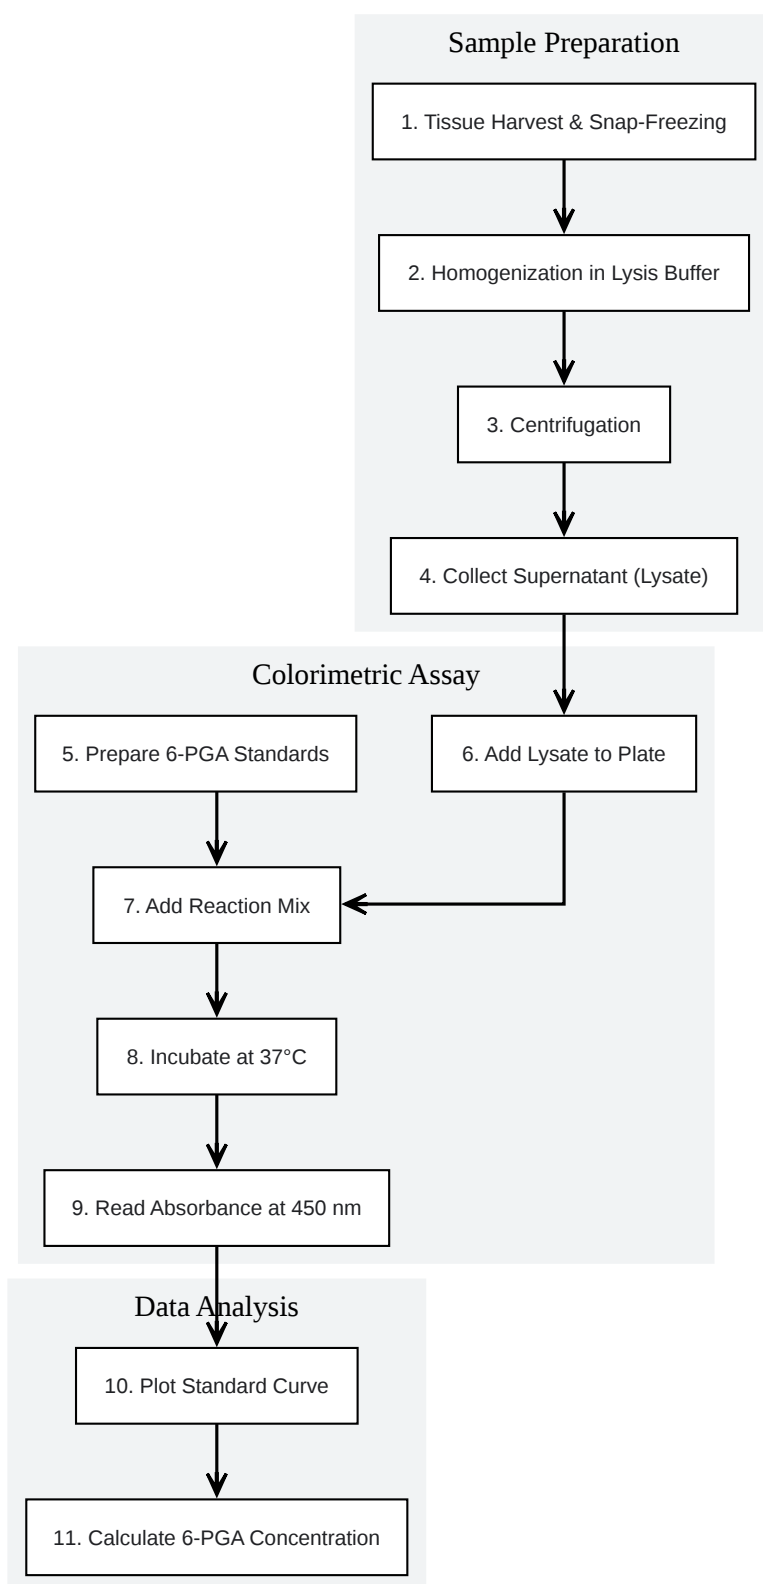 Sample Preparation
1. Tissue Harvest & Snap-Freezing
2. Homogenization in Lysis Buffer
3. Centrifugation
4. Collect Supernatant (Lysate)
Colorimetric Assay
5. Prepare 6-PGA Standards
6. Add Lysate to Plate
7. Add Reaction Mix
8. Incubate at 37°C
9. Read Absorbance at 450 nm
Data Analysis
10. Plot Standard Curve
11. Calculate 6-PGA Concentration